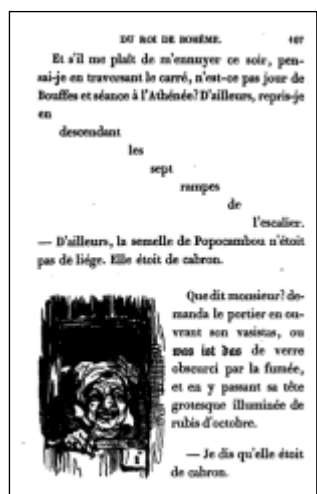 DU ROI DE BOHÊME. 107
Et s'il me plaît de m'ennuyer ce soir, pen-
sai-je en traversant le carré, n'est-ce pas jour de
Bouffes et séance à l'Athénée? D'ailleurs, repris-je
en
descendant
les
sept
rampes
de
l'escalier.
— D'ailleurs, la semelle de Popocambou n'étoit
pas de liége. Elle étoit de cabron.
Que dit monsieur? de-
manda le portier en ou-
vrant son vasistas, ou
was ist das de verre
obscurci par la fumée,
et en y passant sa tête
grotesque illuminée de
rubis d'octobre.
— Je dis qu'elle étoit
de cabron.